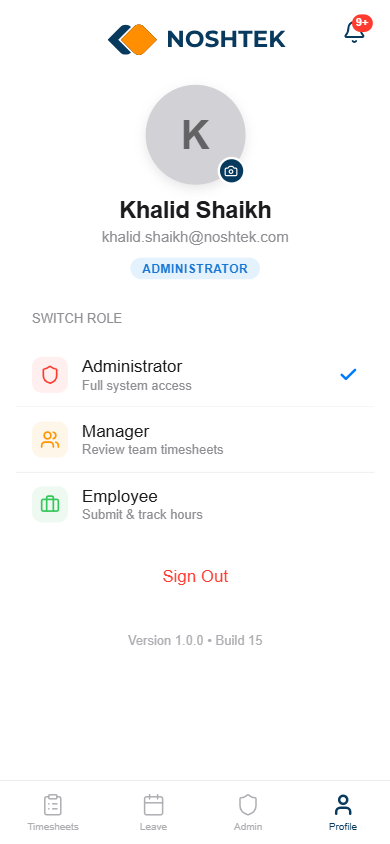 NOSHTEK
9+
K
Khalid Shaikh
khalid.shaikh@noshtek.com
ADMINISTRATOR
SWITCH ROLE
Administrator
Full system access
Manager
Review team timesheets
Employee
Submit & track hours
Sign Out
Version 1.0.0 • Build 15
Timesheets
Leave
Admin
Profile